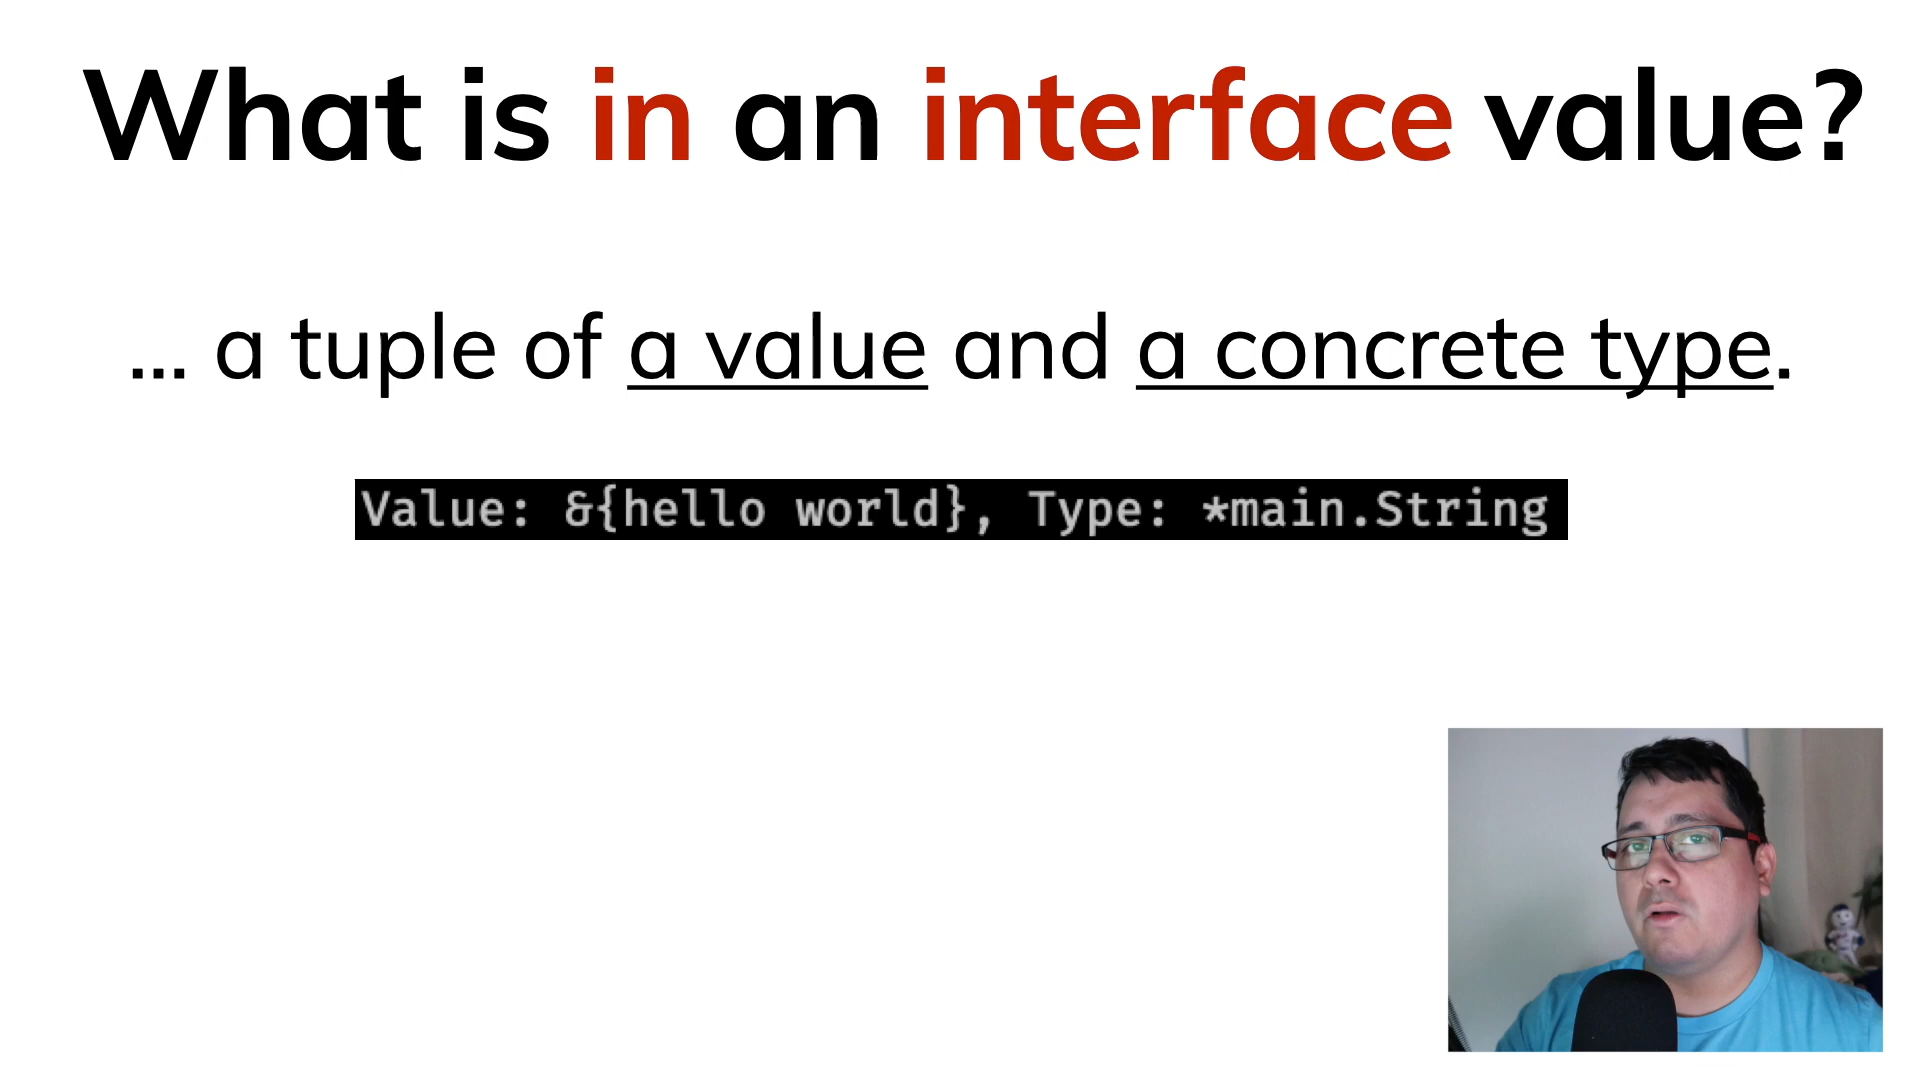 What is in an interface value?
... a tuple of a value and a concrete type.
Value: &{hello world}, Type: *main.String